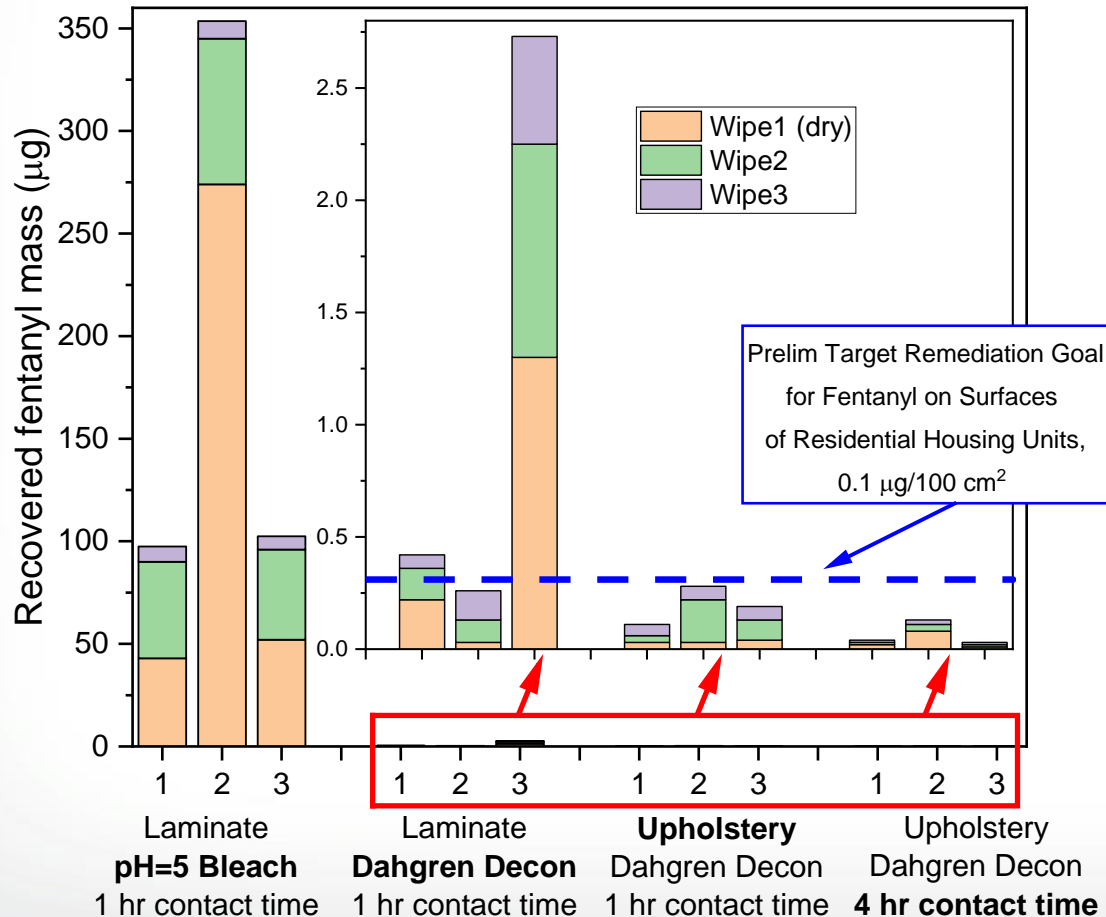 Recovered fentanyl mass (μg)
350
300
250
200
150
100
50
0
2.5
2.0
1.5
1.0
0.5
0.0
Wipe1 (dry)
Wipe2
Wipe3
Prelim Target Remediation Goal
for Fentanyl on Surfaces
of Residential Housing Units,
0.1 μg/100 cm²
1 2 3 1 2 3 1 2 3 1 2 3
Laminate
pH=5 Bleach
1 hr contact time
Laminate
Dahgren Decon
1 hr contact time
Upholstery
Dahgren Decon
1 hr contact time
Upholstery
Dahgren Decon
4 hr contact time